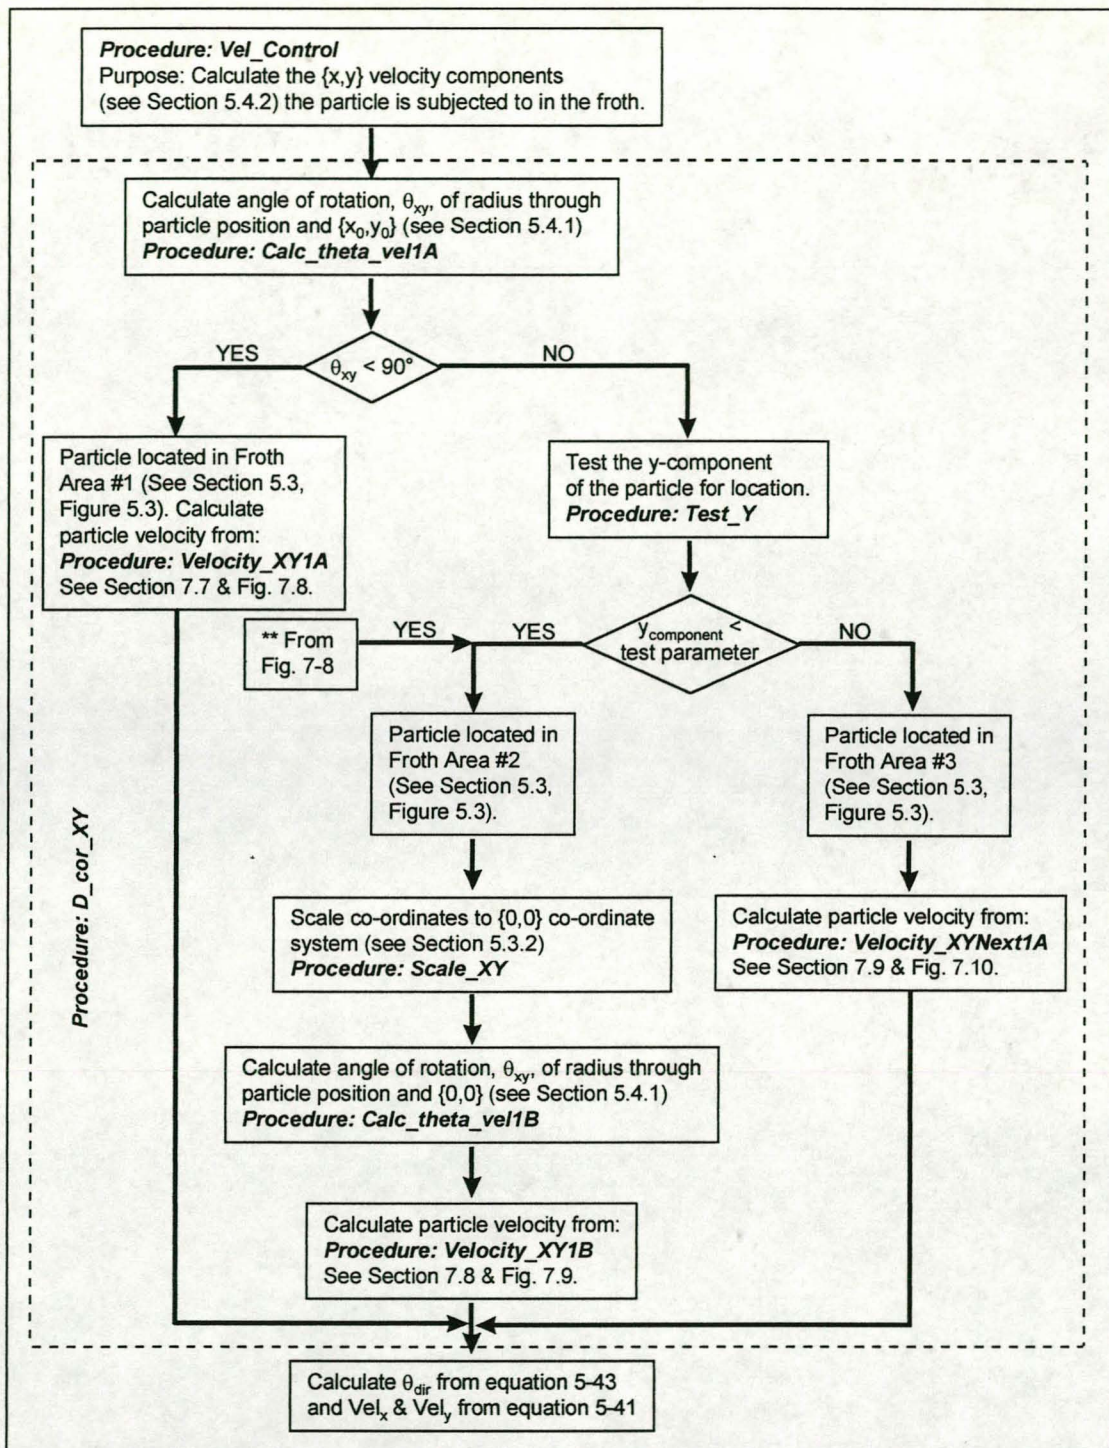 Procedure: Vel_Control
Purpose: Calculate the {x,y} velocity components
(see Section 5.4.2) the particle is subjected to in the froth.
Calculate angle of rotation, θxy, of radius through
particle position and {x0,y0} (see Section 5.4.1)
Procedure: Calc_theta_vel1A
YES
θxy < 90°
NO
Particle located in Froth
Area #1 (See Section 5.3,
Figure 5.3). Calculate
particle velocity from:
Procedure: Velocity_XY1A
See Section 7.7 & Fig. 7.8.
Test the y-component
of the particle for location.
Procedure: Test_Y
** From
Fig. 7-8
YES
YES
ycomponent <
test parameter
NO
Particle located in
Froth Area #2
(See Section 5.3,
Figure 5.3).
Particle located in
Froth Area #3
(See Section 5.3,
Figure 5.3).
Procedure: D_cor_XY
Scale co-ordinates to {0,0} co-ordinate
system (see Section 5.3.2)
Procedure: Scale_XY
Calculate particle velocity from:
Procedure: Velocity_XYNext1A
See Section 7.9 & Fig. 7.10.
Calculate angle of rotation, θxy, of radius through
particle position and {0,0} (see Section 5.4.1)
Procedure: Calc_theta_vel1B
Calculate particle velocity from:
Procedure: Velocity_XY1B
See Section 7.8 & Fig. 7.9.
Calculate θdir from equation 5-43
and Velx & Vely from equation 5-41